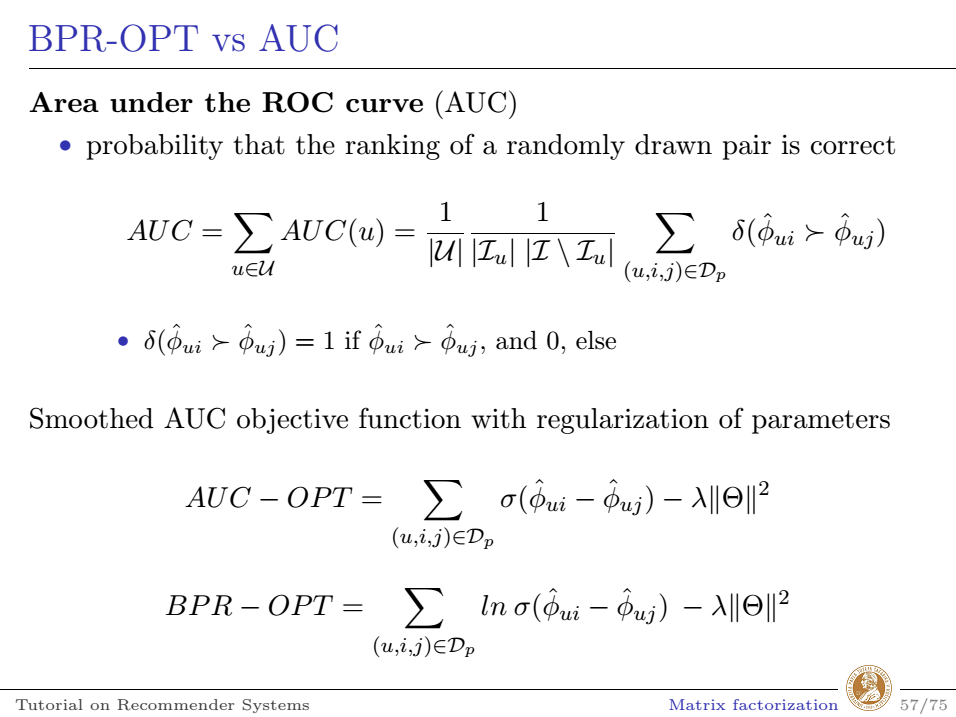 BPR-OPT vs AUC
Area under the ROC curve (AUC)
• probability that the ranking of a randomly drawn pair is correct
$AUC = \sum_{u \in \mathcal{U}} AUC(u) = \frac{1}{|\mathcal{U}|} \frac{1}{|\mathcal{I}_u| \, |\mathcal{I} \setminus \mathcal{I}_u|} \sum_{(u,i,j) \in \mathcal{D}_p} \delta(\hat{\phi}_{ui} \succ \hat{\phi}_{uj})$
• $\delta(\hat{\phi}_{ui} \succ \hat{\phi}_{uj}) = 1$ if $\hat{\phi}_{ui} \succ \hat{\phi}_{uj}$, and 0, else
Smoothed AUC objective function with regularization of parameters
$AUC - OPT = \sum_{(u,i,j) \in \mathcal{D}_p} \sigma(\hat{\phi}_{ui} - \hat{\phi}_{uj}) - \lambda \|\Theta\|^2$
$BPR - OPT = \sum_{(u,i,j) \in \mathcal{D}_p} ln \, \sigma(\hat{\phi}_{ui} - \hat{\phi}_{uj}) - \lambda \|\Theta\|^2$
Tutorial on Recommender Systems Matrix factorization 57/75